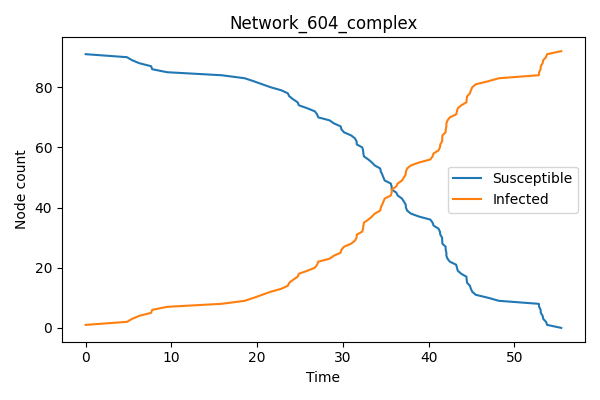 Network_604_complex
Node count
80
60
40
20
0
Susceptible
Infected
0 10 20 30 40 50
Time